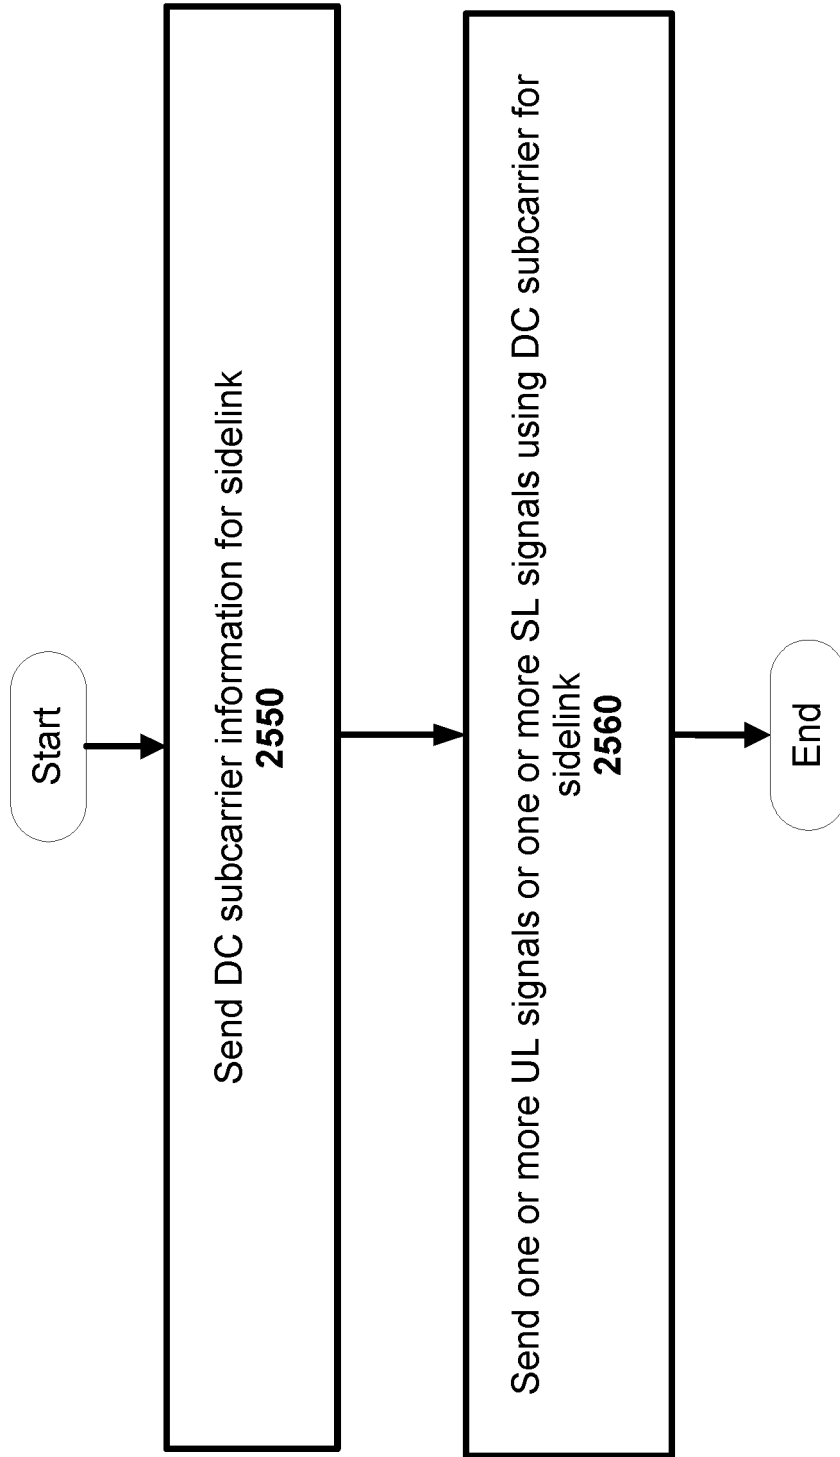 Start
Send DC subcarrier information for sidelink
2550
Send one or more UL signals or one or more SL signals using DC subcarrier for
sidelink
2560
End